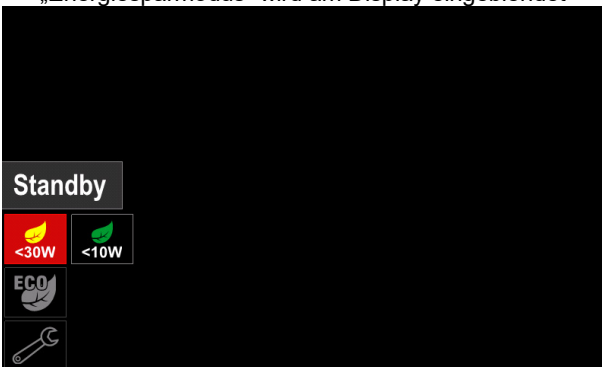 „Energiesparmodus“ wird am Display eingeblendet
Standby
<30W <10W
ECO